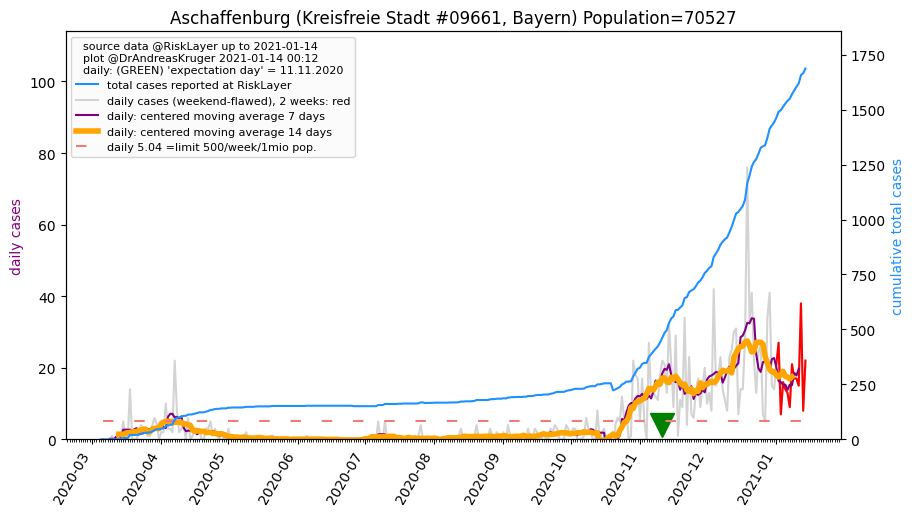 Aschaffenburg (Kreisfreie Stadt #09661, Bayern) Population=70527
source data @RiskLayer up to 2021-01-14
plot @DrAndreasKruger 2021-01-14 00:12
daily: (GREEN) 'expectation day' = 11.11.2020
total cases reported at RiskLayer
daily cases (weekend-flawed), 2 weeks: red
daily: centered moving average 7 days
daily: centered moving average 14 days
daily 5.04 =limit 500/week/1mio pop.
daily cases
100
80
60
40
20
0
cumulative total cases
1750
1500
1250
1000
750
500
250
0
2020-03
2020-04
2020-05
2020-06
2020-07
2020-08
2020-09
2020-10
2020-11
2020-12
2021-01